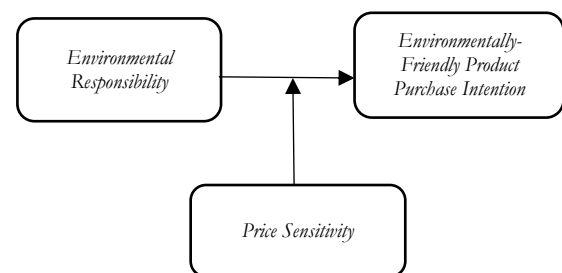 Environmental
Responsibility
Environmentally-
Friendly Product
Purchase Intention
Price Sensitivity